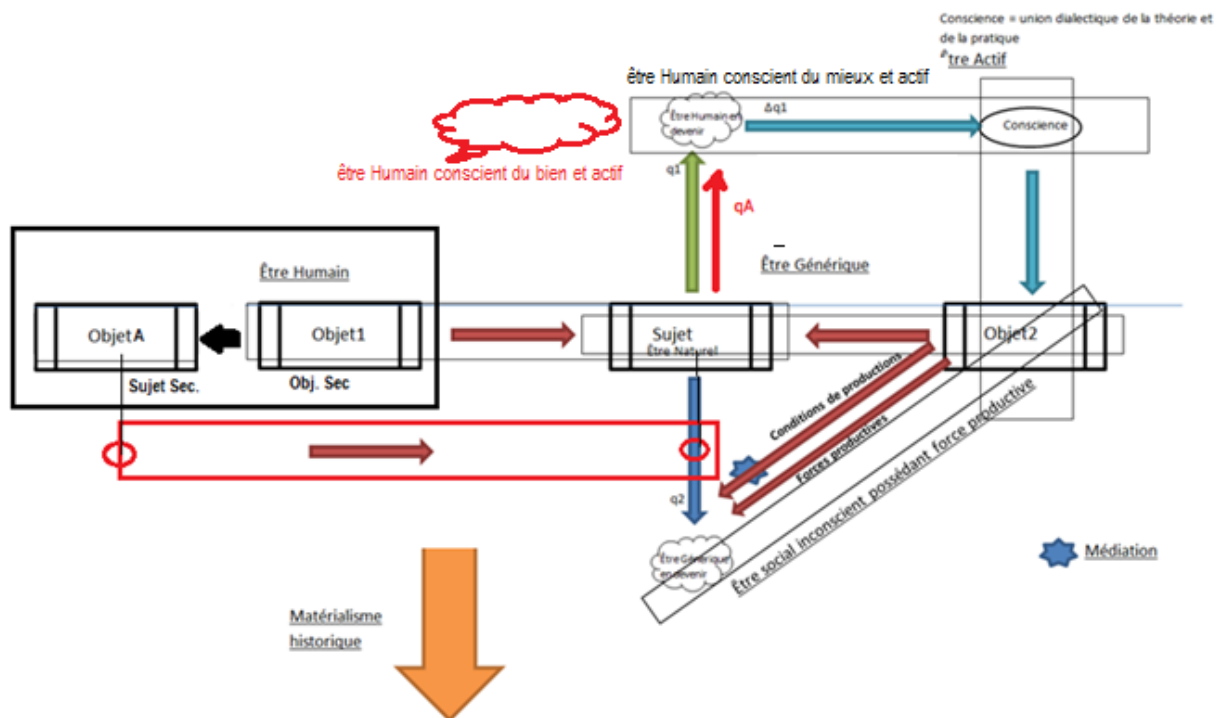 Conscience = union dialectique de la théorie et
de la pratique
Être Actif
être Humain conscient du mieux et actif
Être Humain en
devenir
Δq1
Conscience
être Humain conscient du bien et actif
q1
qA
Être Humain
Être Générique
Objet A
Objet1
Sujet
Être Naturel
Objet2
Sujet Sec.
Obj. Sec
Conditions de productions
Forces productives
q2
Être Générique
en devenir
Être social inconscient possédant force productive
Médiation
Matérialisme
historique